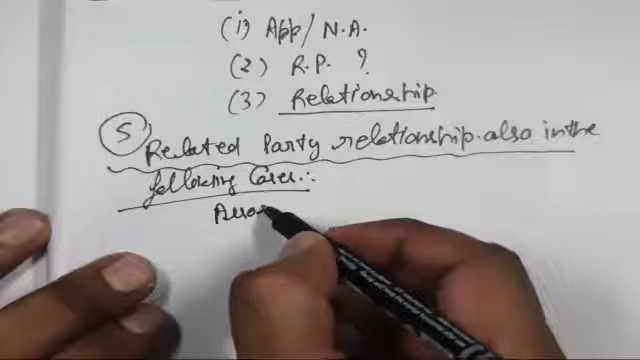 (1) App/N.A.
(2) R.P. ?
(3) Relationship
5 Related Party relationship also in the
following Cases: